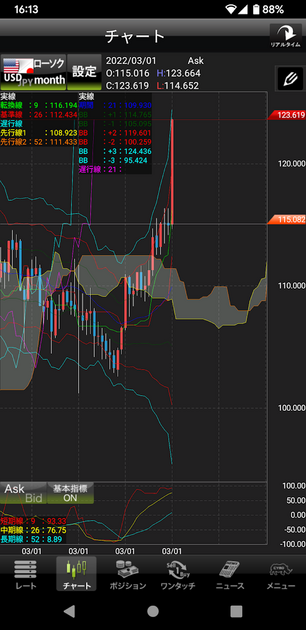 16:13
88%
チャート
リアルタイム
USD
JPY
ローソク
month
設定
2022/03/01
Ask
O:115.016
H:123.664
C:123.619
L:114.652
実線
転換線 : 9 : 116.194
基準線 : 26 : 112.434
遅行線
先行線1 : 108.923
先行線2 : 52 : 111.433
実線
BB : +2 : 119.601
BB : -2 : 100.259
BB : +3 : 124.436
BB : -3 : 95.424
遅行線 : 21 :
123.619
120.000
115.082
110.000
100.000
Ask
Bid
基本指標
ON
短期線 : 9 : 93.33
中期線 : 26 : 76.75
長期線 : 52 : 8.89
100.00
50.00
0.00
-50.00
-100.00
03/01
03/01
03/01
03/01
レート
チャート
ポジション
ワンタッチ
ニュース
メニュー